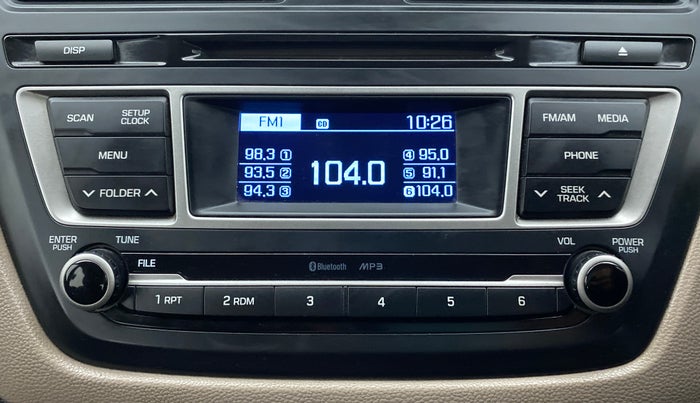 DISP
SCAN SETUP CLOCK
FM/AM MEDIA
FM1 CD 10:26
MENU
PHONE
98.3 1 4 95.0
93.5 2 104.0 5 91.1
94.3 3 6 104.0
FOLDER
SEEK TRACK
ENTER PUSH TUNE
VOL POWER PUSH
FILE Bluetooth MP3
1 RPT 2 RDM 3 4 5 6